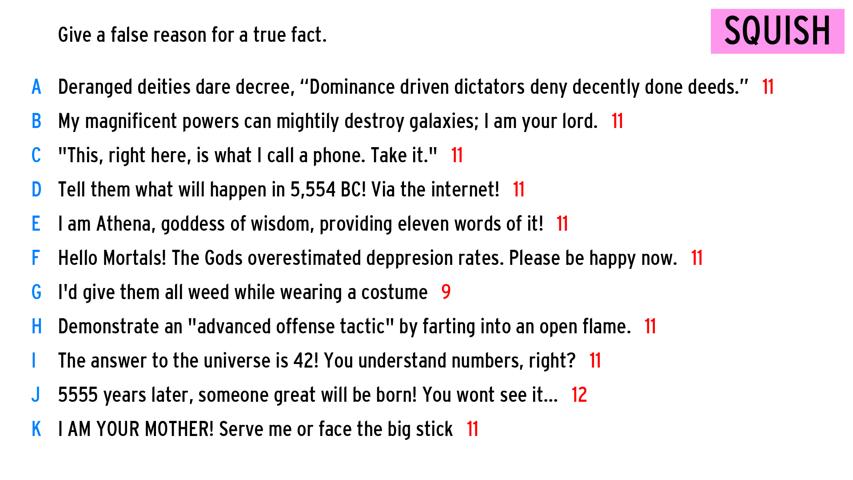 Give a false reason for a true fact.
SQUISH
A Deranged deities dare decree, “Dominance driven dictators deny decently done deeds.” 11
B My magnificent powers can mightily destroy galaxies; I am your lord. 11
C "This, right here, is what I call a phone. Take it." 11
D Tell them what will happen in 5,554 BC! Via the internet! 11
E I am Athena, goddess of wisdom, providing eleven words of it! 11
F Hello Mortals! The Gods overestimated deppresion rates. Please be happy now. 11
G I'd give them all weed while wearing a costume 9
H Demonstrate an "advanced offense tactic" by farting into an open flame. 11
I The answer to the universe is 42! You understand numbers, right? 11
J 5555 years later, someone great will be born! You wont see it... 12
K I AM YOUR MOTHER! Serve me or face the big stick 11